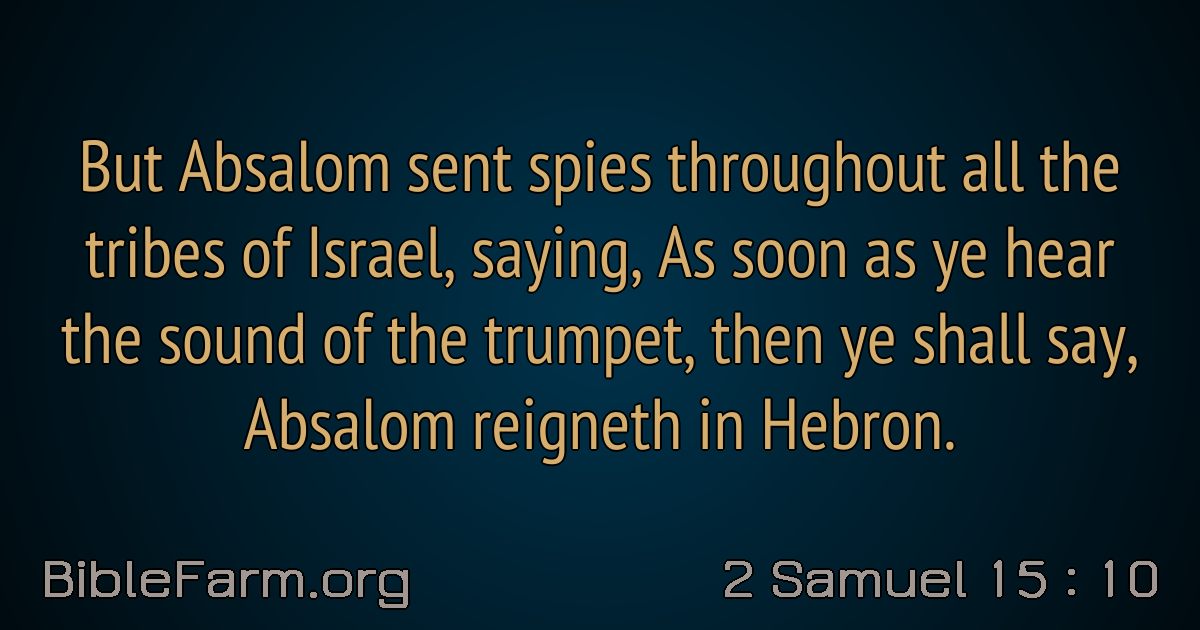 But Absalom sent spies throughout all the
tribes of Israel, saying, As soon as ye hear
the sound of the trumpet, then ye shall say,
Absalom reigneth in Hebron.
BibleFarm.org
2 Samuel 15 : 10